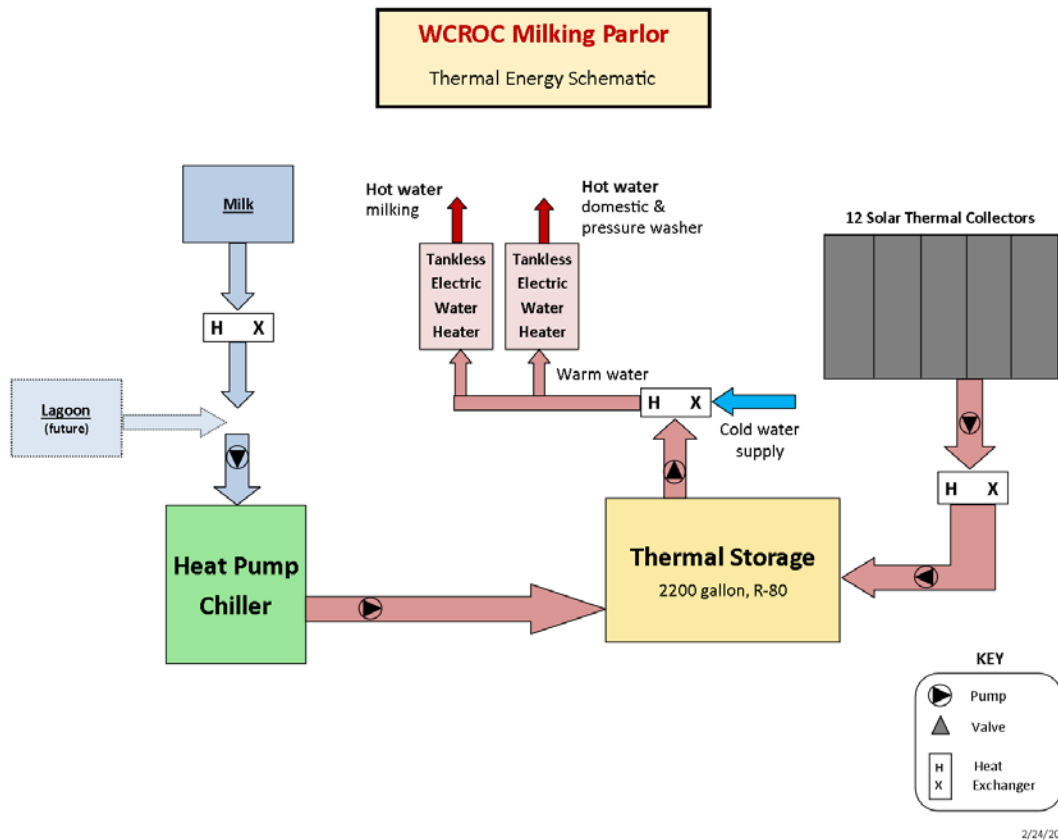 WCROC Milking Parlor
Thermal Energy Schematic
Milk
H X
Lagoon
(future)
Heat Pump
Chiller
Hot water
milking
Hot water
domestic &
pressure washer
Tankless
Electric
Water
Heater
Tankless
Electric
Water
Heater
Warm water
H X
Cold water
supply
Thermal Storage
2200 gallon, R-80
12 Solar Thermal Collectors
H X
KEY
Pump
Valve
H
X
Heat
Exchanger